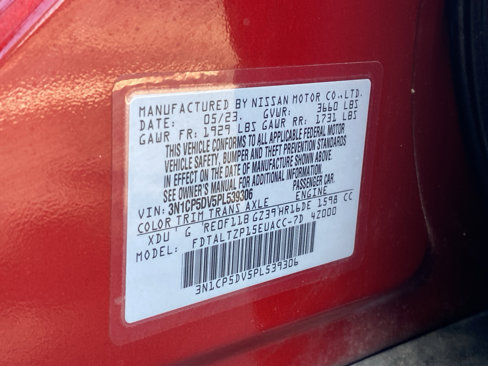 MANUFACTURED BY NISSAN MOTOR CO.,LTD.
DATE: 05/23. GVWR: 3660 LBS
GAWR FR: 1929 LBS GAWR RR: 1731 LBS
THIS VEHICLE CONFORMS TO ALL APPLICABLE FEDERAL MOTOR
VEHICLE SAFETY, BUMPER AND THEFT PREVENTION STANDARDS
IN EFFECT ON THE DATE OF MANUFACTURE SHOWN ABOVE.
SEE OWNER'S MANUAL FOR ADDITIONAL INFORMATION.
VIN: 3N1CP5DV5PL539306 PASSENGER CAR.
COLOR TRIM TRANS AXLE ENGINE
XDU G RE0F11B GZ39 HR16DE 1598 CC
MODEL: FDTALTZP15EUACC-7D 42000
3N1CP5DV5PL539306